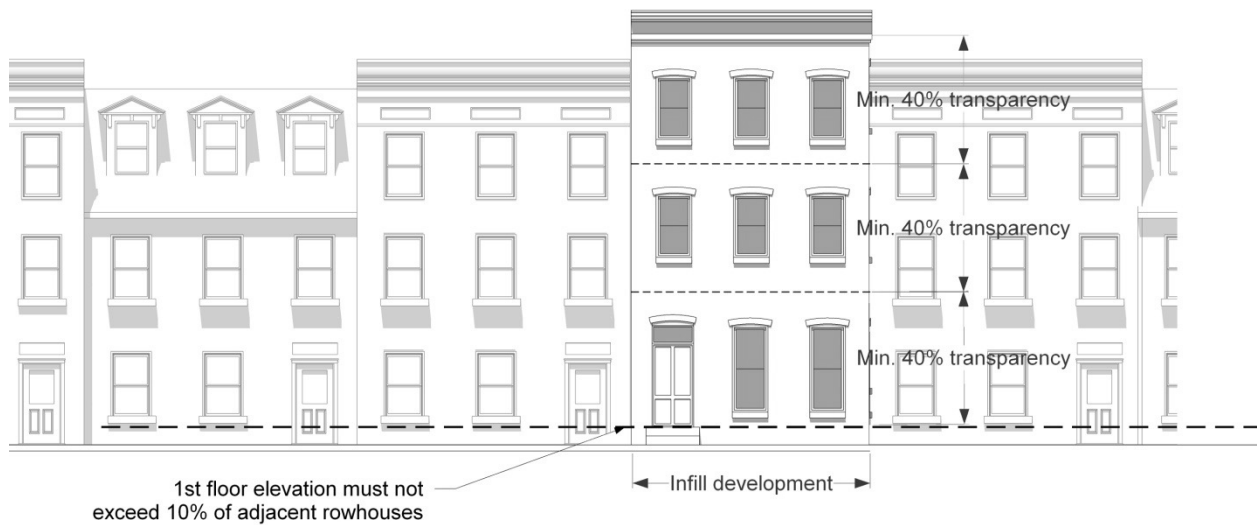 Min. 40% transparency
Min. 40% transparency
Min. 40% transparency
Infill development
1st floor elevation must not
exceed 10% of adjacent rowhouses